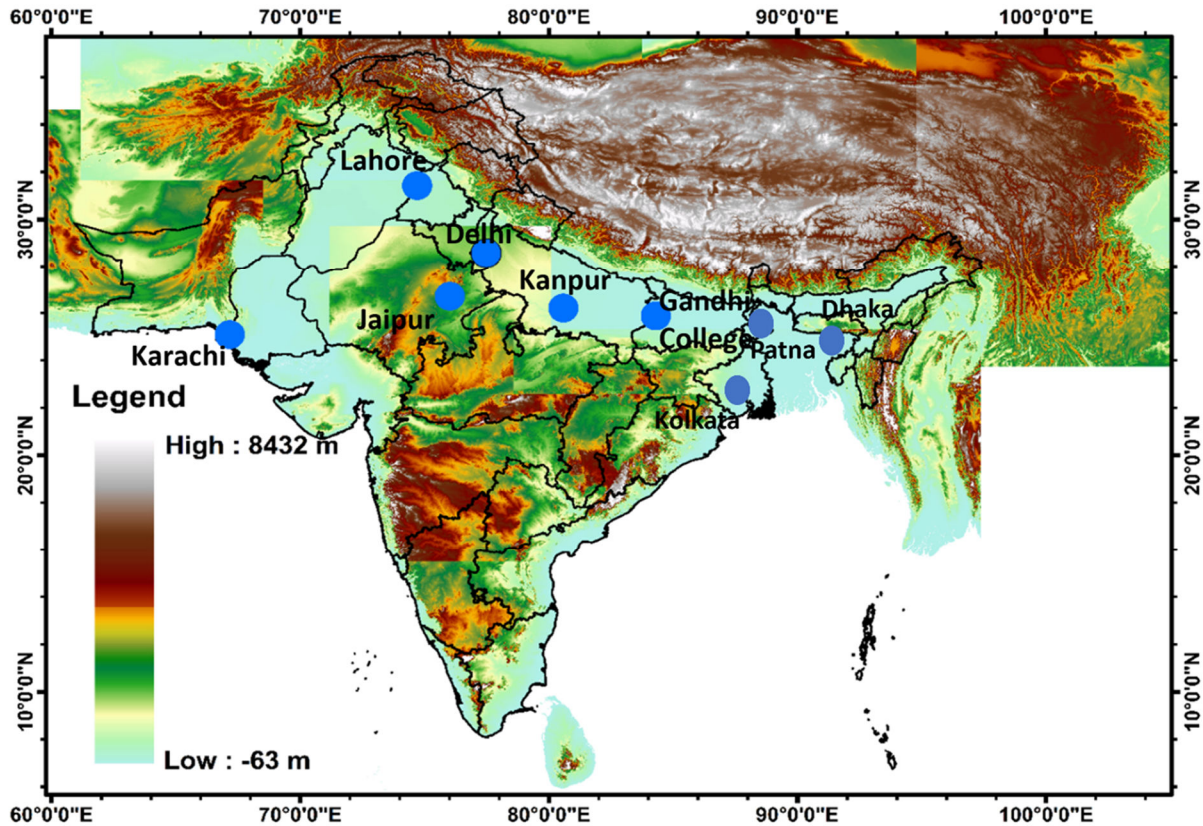 60°0'0"E 70°0'0"E 80°0'0"E 90°0'0"E 100°0'0"E
30°0'0"N
20°0'0"N
10°0'0"N
Lahore
Delhi
Kanpur
Jaipur
Karachi
Gandhi
College
Patna
Dhaka
Kolkata
Legend
High : 8432 m
Low : -63 m
30°0'0"N
20°0'0"N
10°0'0"N
60°0'0"E 70°0'0"E 80°0'0"E 90°0'0"E 100°0'0"E